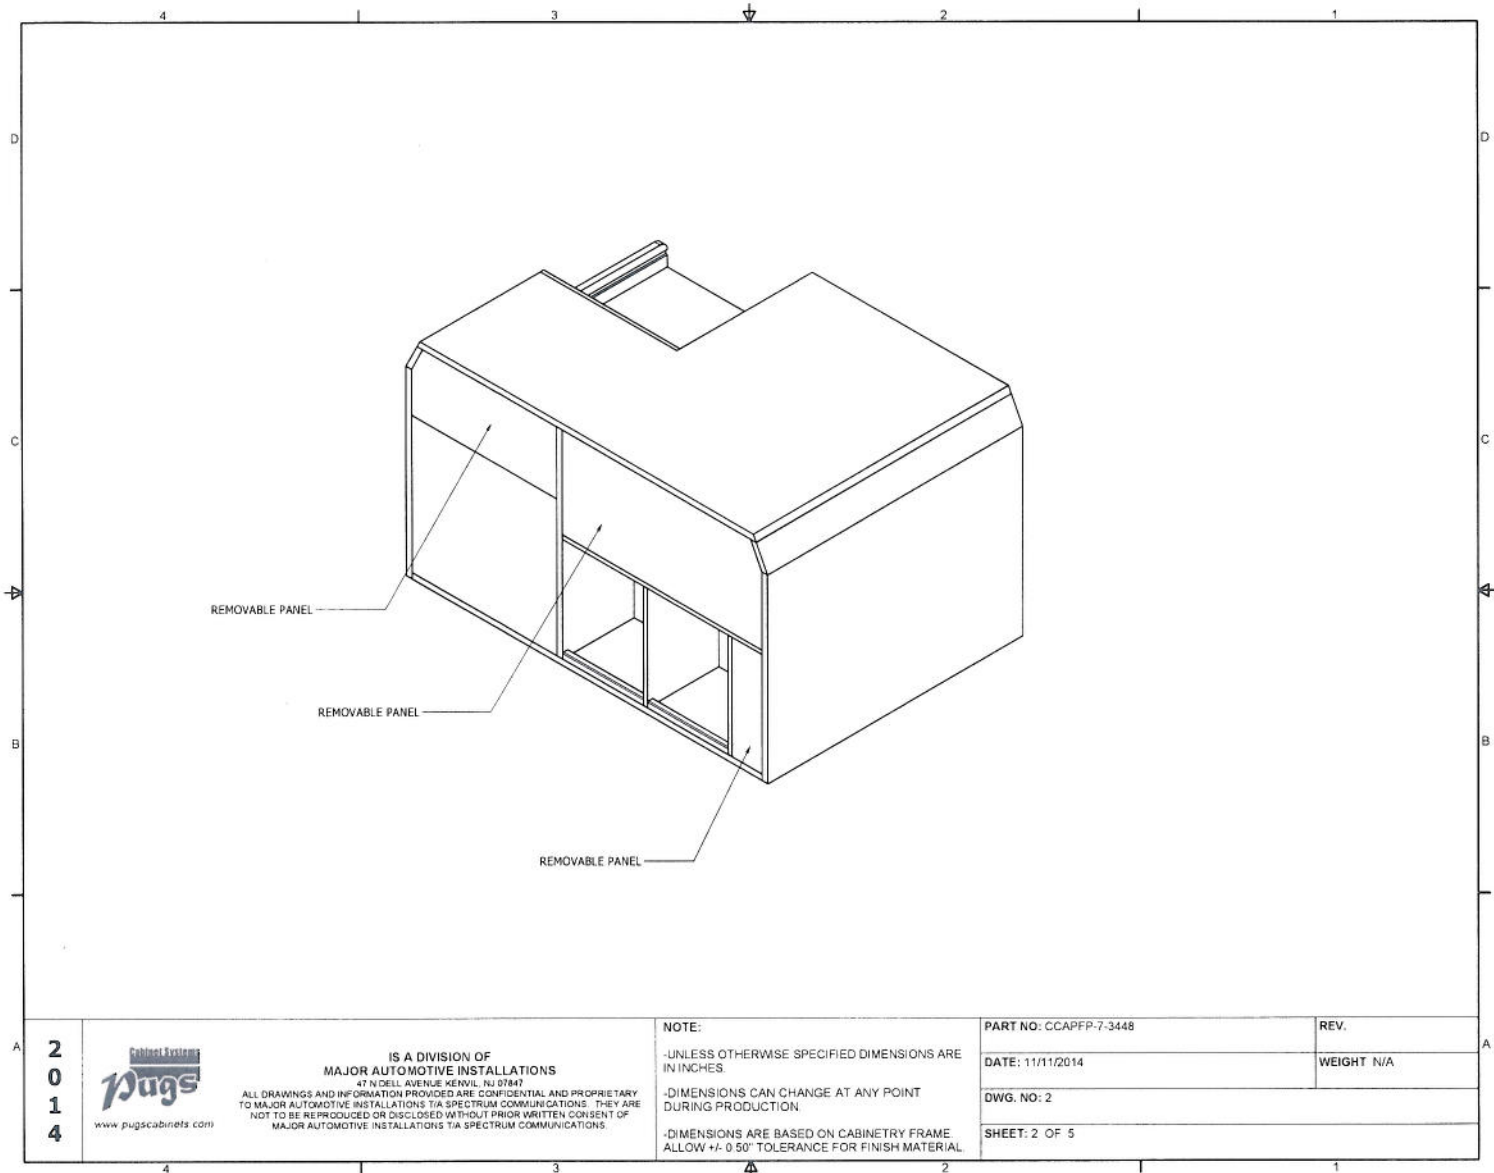 4 3 2 1
D D
C C
REMOVABLE PANEL
REMOVABLE PANEL
B B
REMOVABLE PANEL
A A
2
0
1
4
Cabinet Systems
Pugs
www.pugscabinets.com
IS A DIVISION OF
MAJOR AUTOMOTIVE INSTALLATIONS
47 N DELL AVENUE KENVIL, NJ 07847
ALL DRAWINGS AND INFORMATION PROVIDED ARE CONFIDENTIAL AND PROPRIETARY
TO MAJOR AUTOMOTIVE INSTALLATIONS T/A SPECTRUM COMMUNICATIONS. THEY ARE
NOT TO BE REPRODUCED OR DISCLOSED WITHOUT PRIOR WRITTEN CONSENT OF
MAJOR AUTOMOTIVE INSTALLATIONS T/A SPECTRUM COMMUNICATIONS.
NOTE:
-UNLESS OTHERWISE SPECIFIED DIMENSIONS ARE
IN INCHES.
-DIMENSIONS CAN CHANGE AT ANY POINT
DURING PRODUCTION.
-DIMENSIONS ARE BASED ON CABINETRY FRAME.
ALLOW +/- 0.50" TOLERANCE FOR FINISH MATERIAL.
PART NO: CCAPFP-7-3448
REV.
DATE: 11/11/2014
WEIGHT N/A
DWG. NO: 2
SHEET: 2 OF 5
4 3 2 1